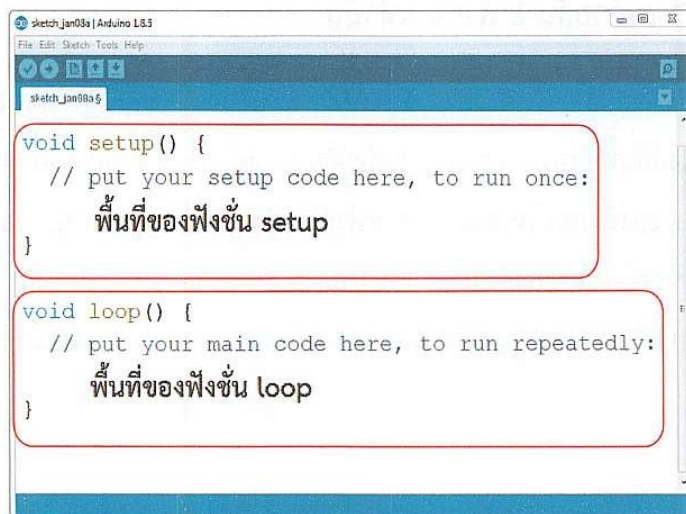 sketch_jan08a | Arduino 1.8.5
File Edit Sketch Tools Help
sketch_jan08a §
void setup() {
// put your setup code here, to run once:
พื้นที่ของฟังชั่น setup
}
void loop() {
// put your main code here, to run repeatedly:
พื้นที่ของฟังชั่น loop
}